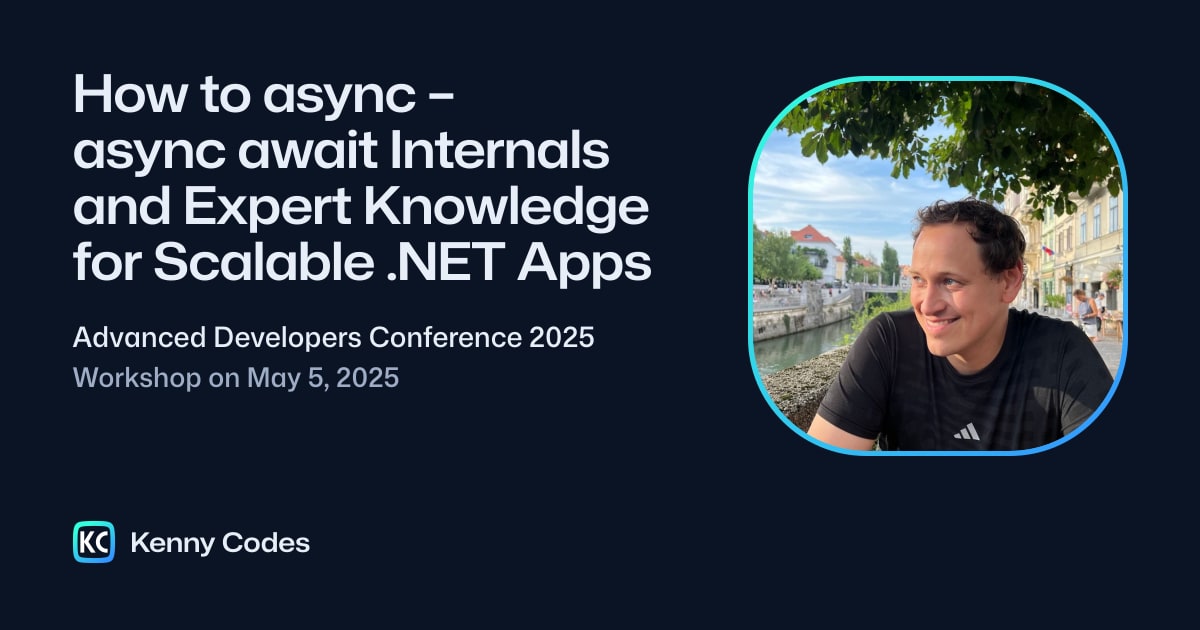 How to async –
async await Internals
and Expert Knowledge
for Scalable .NET Apps
Advanced Developers Conference 2025
Workshop on May 5, 2025
KC Kenny Codes